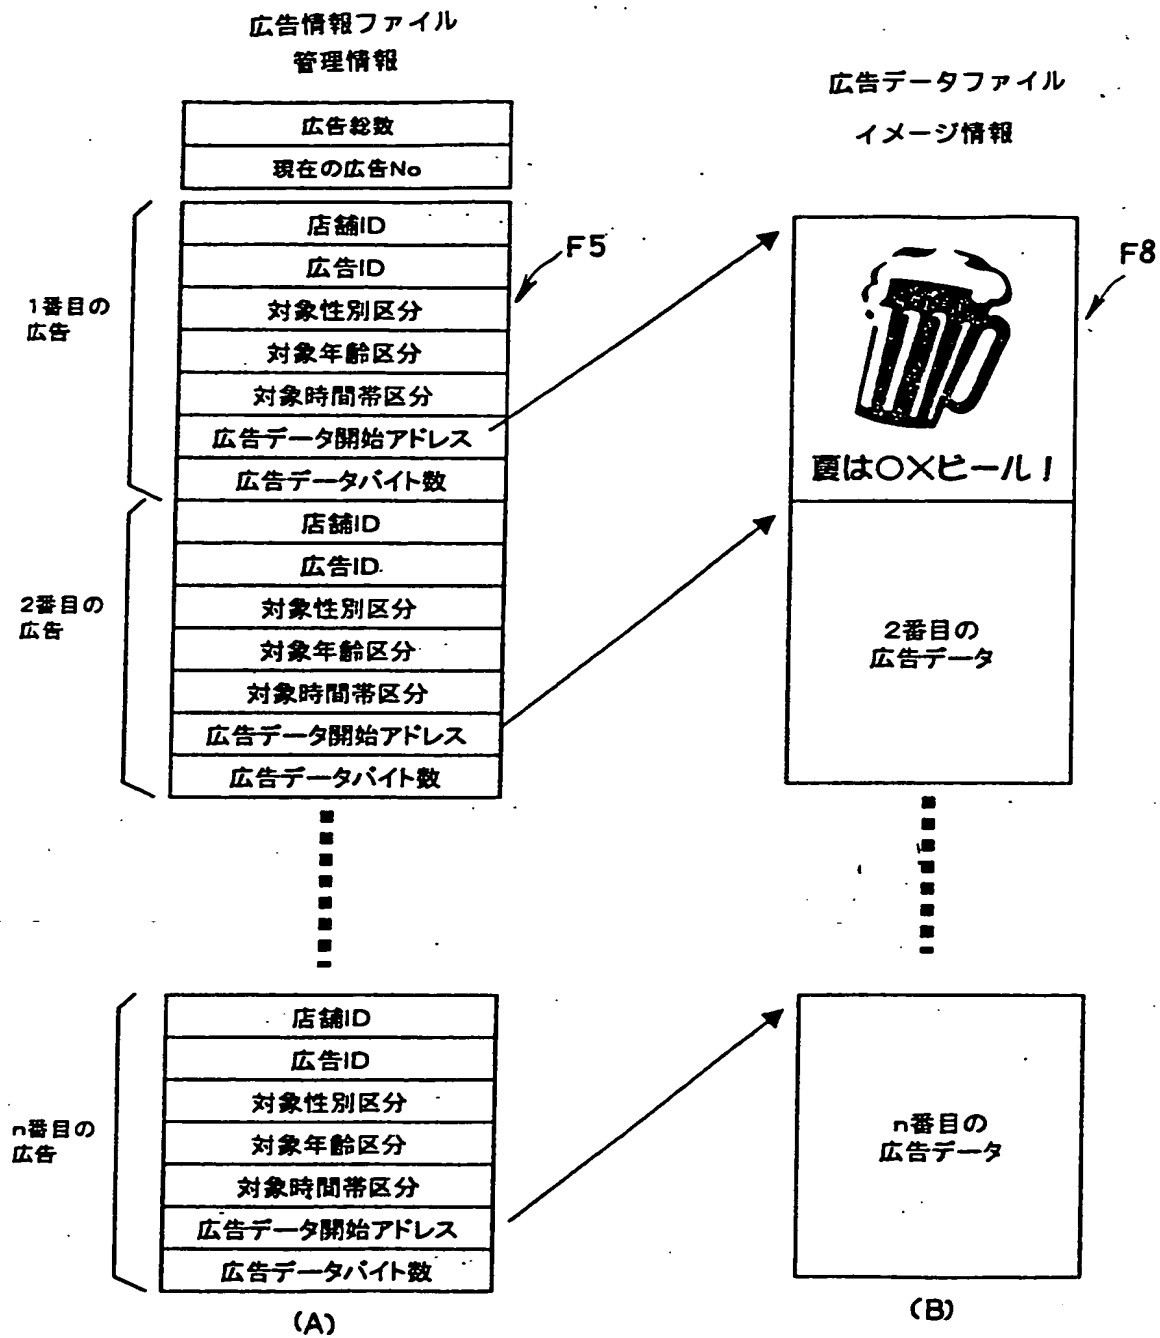 広告情報ファイル
管理情報
広告総数
現在の広告No
1番目の
広告
店舗ID
広告ID
対象性別区分
対象年齢区分
対象時間帯区分
広告データ開始アドレス
広告データバイト数
F5
2番目の
広告
店舗ID
広告ID
対象性別区分
対象年齢区分
対象時間帯区分
広告データ開始アドレス
広告データバイト数
n番目の
広告
店舗ID
広告ID
対象性別区分
対象年齢区分
対象時間帯区分
広告データ開始アドレス
広告データバイト数
(A)
広告データファイル
イメージ情報
F8
夏は○×ビール!
2番目の
広告データ
n番目の
広告データ
(B)